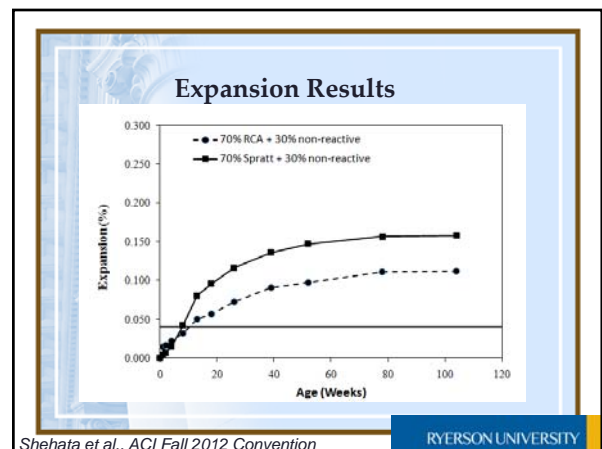 Expansion Results
0.300
0.250
0.200
0.150
0.100
0.050
0.000
Expansion(%)
70% RCA + 30% non-reactive
70% Spratt + 30% non-reactive
0 20 40 60 80 100 120
Age (Weeks)
Shehata et al., ACI Fall 2012 Convention
RYERSON UNIVERSITY